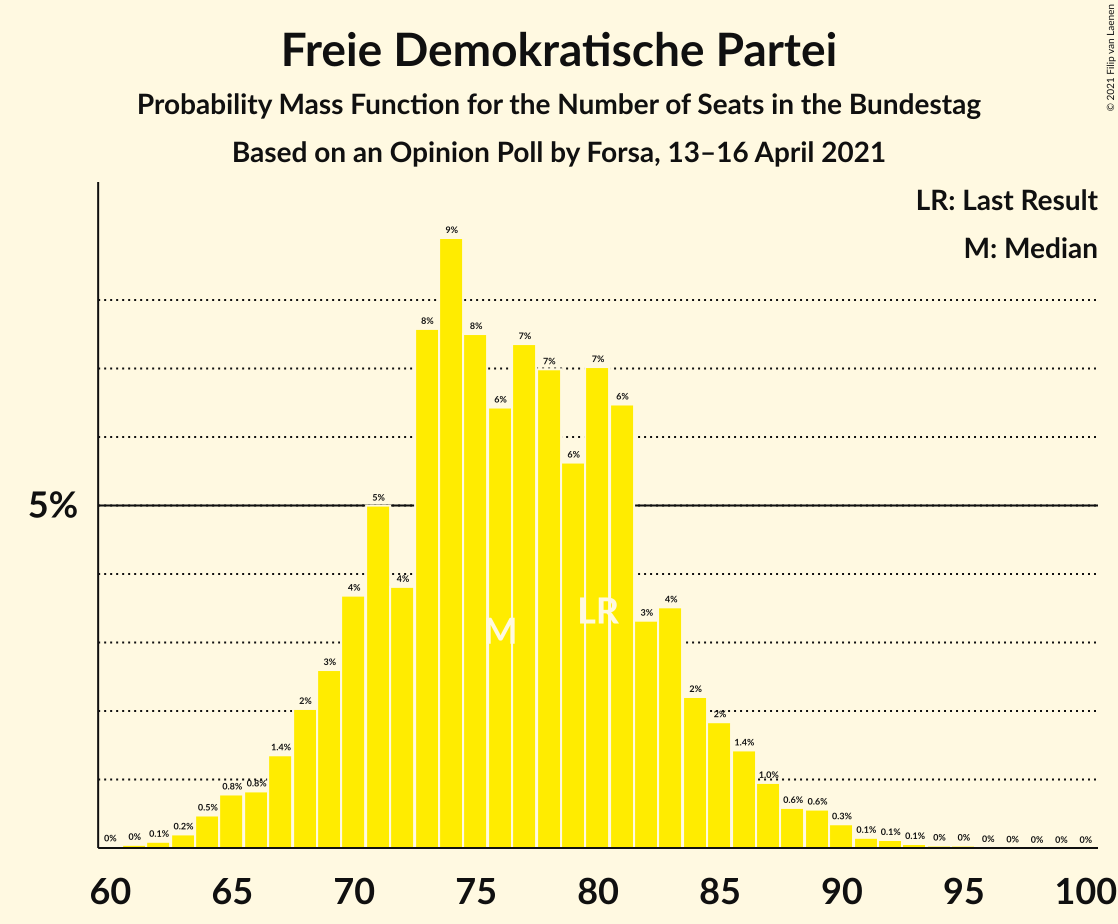 © 2021 Filip van Laenen
Freie Demokratische Partei
Probability Mass Function for the Number of Seats in the Bundestag
Based on an Opinion Poll by Forsa, 13–16 April 2021
LR: Last Result
M: Median
5%
0% 0% 0.1% 0.2% 0.5% 0.8% 0.8% 1.4% 2% 3% 4% 5% 4% 8% 9% 8% 6% 7% 7% 6% 7% 6% 3% 4% 2% 2% 1.4% 1.0% 0.6% 0.6% 0.3% 0.1% 0.1% 0.1% 0% 0% 0% 0% 0% 0% 0%
M LR
60 65 70 75 80 85 90 95 100